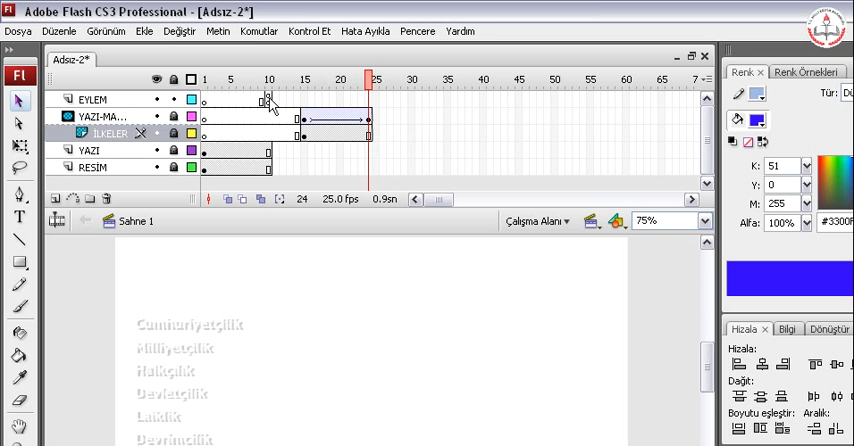 Adobe Flash CS3 Professional - [Adsız-2*]
Dosya Düzenle Görünüm Ekle Değiştir Metin Komutlar Kontrol Et Hata Ayıkla Pencere Yardım
Adsız-2*
1 5 10 15 20 25 30 35 40 45 50 55 60 65 70 7
EYLEM
YAZI-MA...
İLKELER
YAZI
RESİM
24 25.0 fps 0.9sn
Sahne 1 Çalışma Alanı 75%
Cumhuriyetçilik
Milliyetçilik
Halkçılık
Devletçilik
Laiklik
Devrimcilik
Renk Renk Örnekleri
Tür: Dü
K: 51
Y: 0
M: 255
Alfa: 100% #3300F
Hizala Bilgi Dönüştür
Hizala:
Dağıt:
Boyutu eşleştir: Aralık: